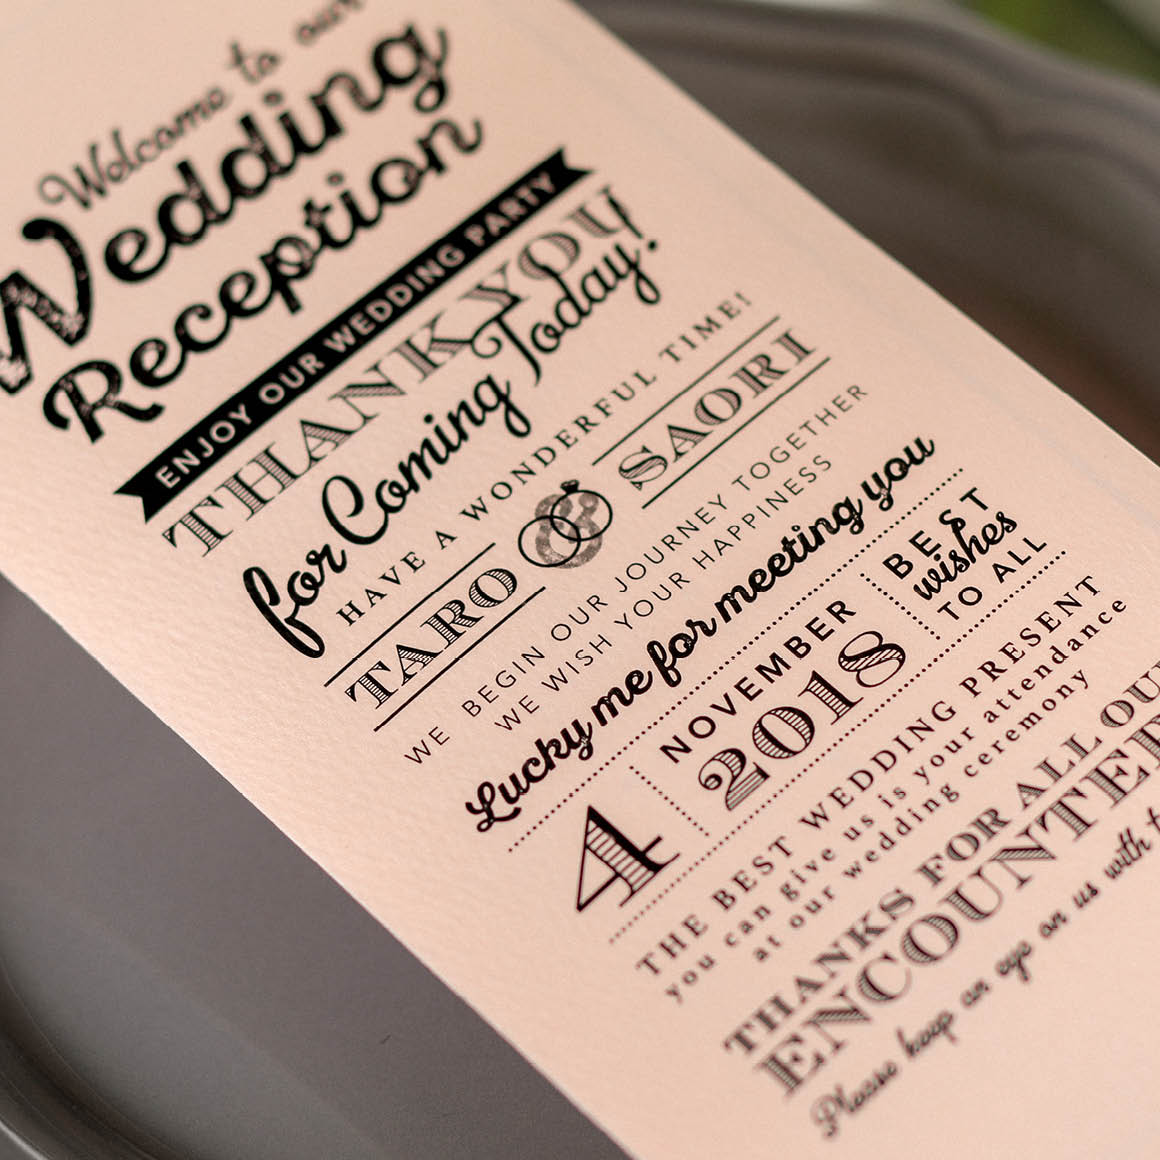 Welcome to our
Wedding
Reception
ENJOY OUR WEDDING PARTY
THANK YOU
for Coming Today!
HAVE A WONDERFUL TIME!
TARO & SAORI
WE BEGIN OUR JOURNEY TOGETHER
WE WISH YOUR HAPPINESS
Lucky me for meeting you
4
NOVEMBER
2018
BEST
wishes
TO ALL
THE BEST WEDDING PRESENT
you can give us is your attendance
at our wedding ceremony
THANKS FOR ALL OUR
ENCOUNTER
Please keep an eye on us with